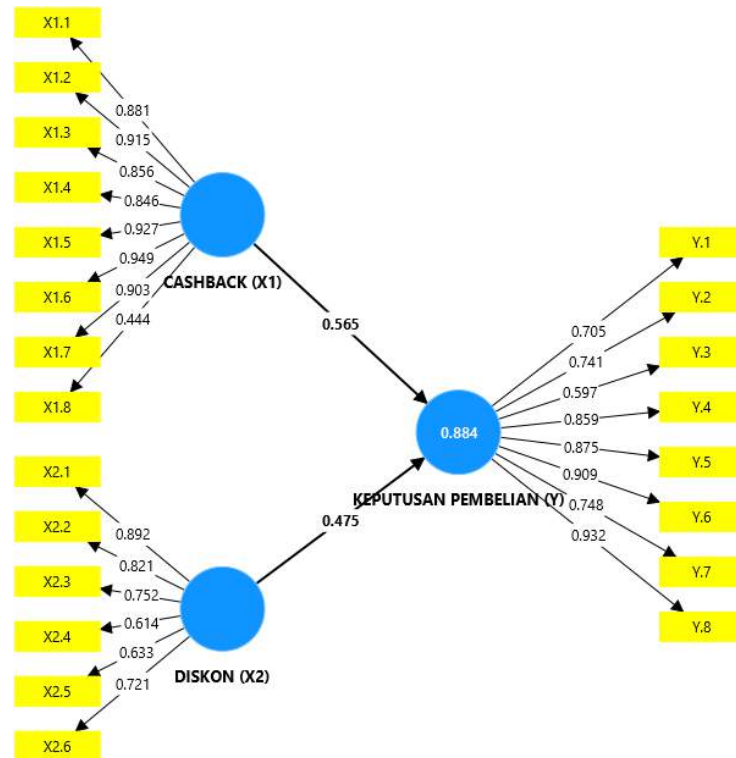 X1.1
X1.2
X1.3
X1.4
X1.5
X1.6
X1.7
X1.8
0.881
0.915
0.856
0.846
0.927
0.949
0.903
0.444
CASHBACK (X1)
0.565
X2.1
X2.2
X2.3
X2.4
X2.5
X2.6
0.892
0.821
0.752
0.614
0.633
0.721
DISKON (X2)
0.475
0.884
KEPUTUSAN PEMBELIAN (Y)
0.705
0.741
0.597
0.859
0.875
0.909
0.748
0.932
Y.1
Y.2
Y.3
Y.4
Y.5
Y.6
Y.7
Y.8